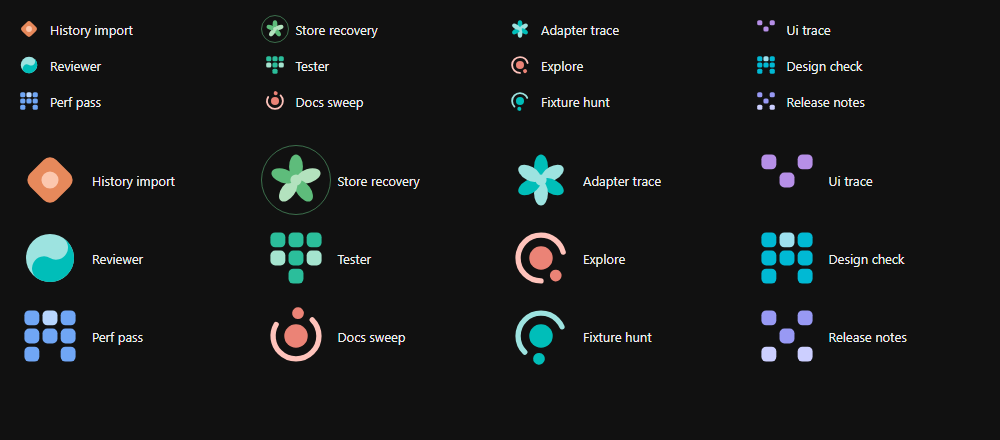 History import
Store recovery
Adapter trace
Ui trace
Reviewer
Tester
Explore
Design check
Perf pass
Docs sweep
Fixture hunt
Release notes
History import
Store recovery
Adapter trace
Ui trace
Reviewer
Tester
Explore
Design check
Perf pass
Docs sweep
Fixture hunt
Release notes